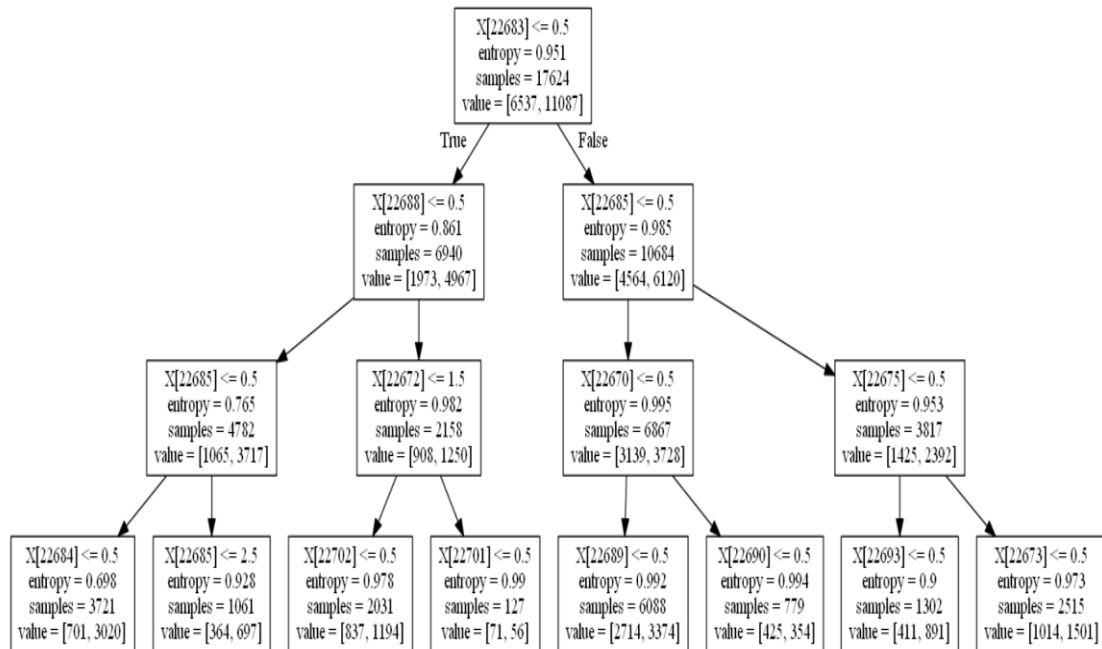 X[22683] <= 0.5
entropy = 0.951
samples = 17624
value = [6537, 11087]
True
False
X[22688] <= 0.5
entropy = 0.861
samples = 6940
value = [1973, 4967]
X[22685] <= 0.5
entropy = 0.985
samples = 10684
value = [4564, 6120]
X[22685] <= 0.5
entropy = 0.765
samples = 4782
value = [1065, 3717]
X[22672] <= 1.5
entropy = 0.982
samples = 2158
value = [908, 1250]
X[22670] <= 0.5
entropy = 0.995
samples = 6867
value = [3139, 3728]
X[22675] <= 0.5
entropy = 0.953
samples = 3817
value = [1425, 2392]
X[22684] <= 0.5
entropy = 0.698
samples = 3721
value = [701, 3020]
X[22685] <= 2.5
entropy = 0.928
samples = 1061
value = [364, 697]
X[22702] <= 0.5
entropy = 0.978
samples = 2031
value = [837, 1194]
X[22701] <= 0.5
entropy = 0.99
samples = 127
value = [71, 56]
X[22689] <= 0.5
entropy = 0.992
samples = 6088
value = [2714, 3374]
X[22690] <= 0.5
entropy = 0.994
samples = 779
value = [425, 354]
X[22693] <= 0.5
entropy = 0.9
samples = 1302
value = [411, 891]
X[22673] <= 0.5
entropy = 0.973
samples = 2515
value = [1014, 1501]